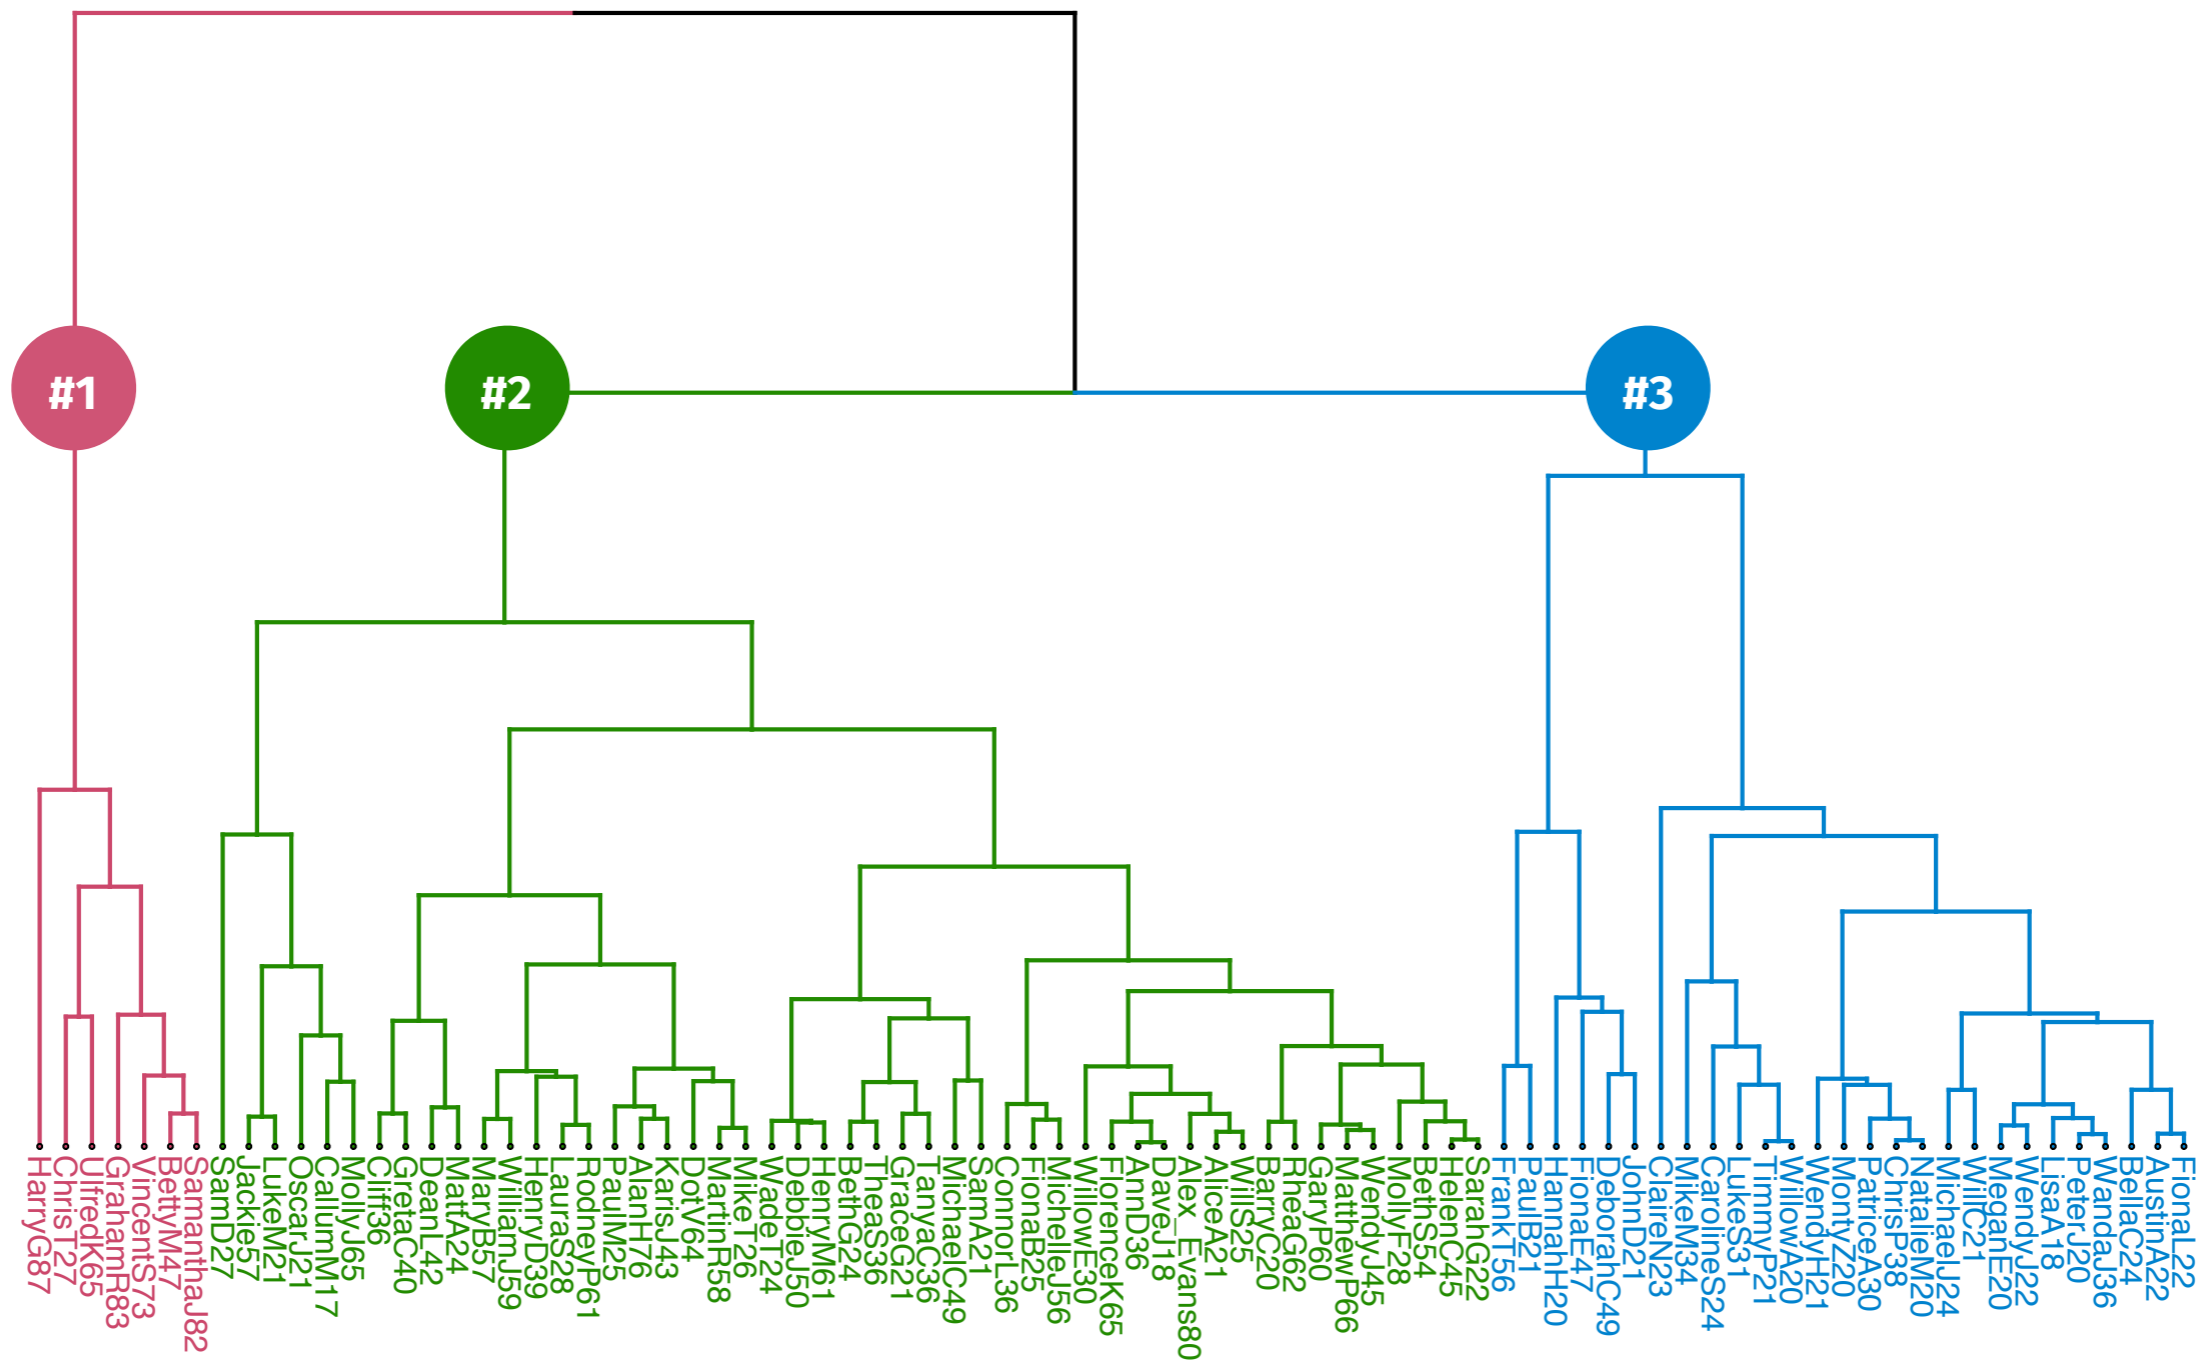 #1
#2
#3
HarryG87
ChrisT27
UlfredK65
GrahamR83
VincentS73
BettyM47
SamanthaJ82
SamD27
Jackie57
LukeM21
OscarJ21
CallumM17
MollyJ65
Cliff36
GretaC40
DeanL42
MattA24
MaryB57
WilliamJ59
HenryD39
LauraS28
RodneyP61
PaulM25
AlanH76
KarisJ43
DotV64
MartinR58
MikeT26
WadeT24
DebbieJ50
HenryM61
BethG24
TheaS36
GraceG21
TanyaC36
MichaelC49
SamA21
ConnorL36
FionaB25
MichelleJ56
WillowE30
FlorenceK65
AnnD36
DaveJ18
Alex_Evans80
AliceA21
WillS25
BarryC20
RheaG62
GaryP60
MatthewP66
WendyJ45
MollyF28
BethS54
HelenC45
SarahG22
FrankT56
PaulB21
HannahH20
FionaE47
DeborahC49
JohnD21
ClaireN23
MikeM34
CarolineS24
LukeS31
TimmyP21
WillowA20
WendyH21
MontyZ20
PatriceA30
ChrisP38
NatalieM20
MichaelJ24
WillC21
MeganE20
WendyJ22
LisaA18
PeterJ20
WandaJ36
BellaC24
AustinA22
FionaL22